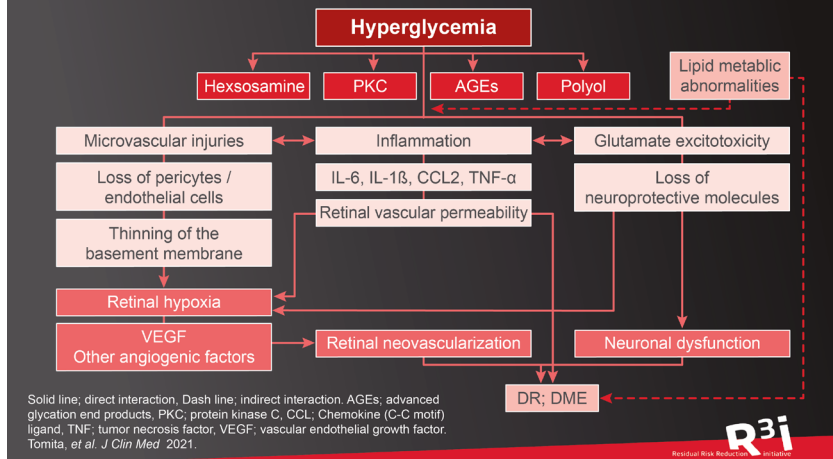 Hyperglycemia
Hexsosamine
PKC
AGEs
Polyol
Lipid metablic
abnormalities
Microvascular injuries
Inflammation
Glutamate excitotoxicity
Loss of pericytes /
endothelial cells
IL-6, IL-1ß, CCL2, TNF-α
Loss of
neuroprotective molecules
Retinal vascular permeability
Thinning of the
basement membrane
Retinal hypoxia
VEGF
Other angiogenic factors
Retinal neovascularization
Neuronal dysfunction
DR; DME
Solid line; direct interaction, Dash line; indirect interaction. AGEs; advanced
glycation end products, PKC; protein kinase C, CCL; Chemokine (C-C motif)
ligand, TNF; tumor necrosis factor, VEGF; vascular endothelial growth factor.
Tomita, et al. J Clin Med  2021.
R3i
Residual Risk Reduction initiative